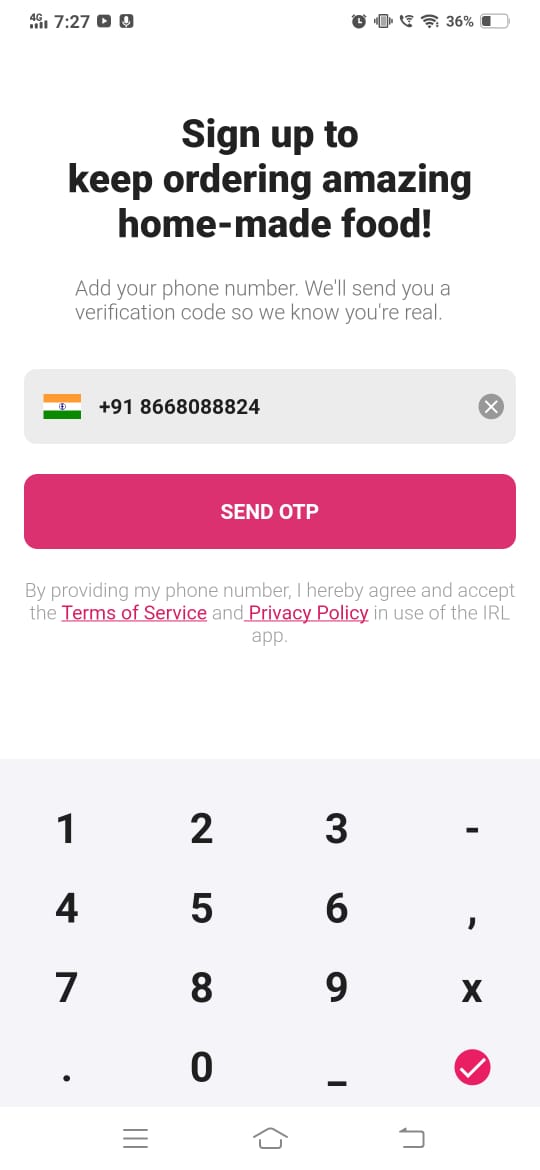 4G 7:27 36%
Sign up to
keep ordering amazing
home-made food!
Add your phone number. We'll send you a
verification code so we know you're real.
+91 8668088824
SEND OTP
By providing my phone number, I hereby agree and accept
the Terms of Service and Privacy Policy in use of the IRL
app.
1 2 3 -
4 5 6 ,
7 8 9 x
. 0 _